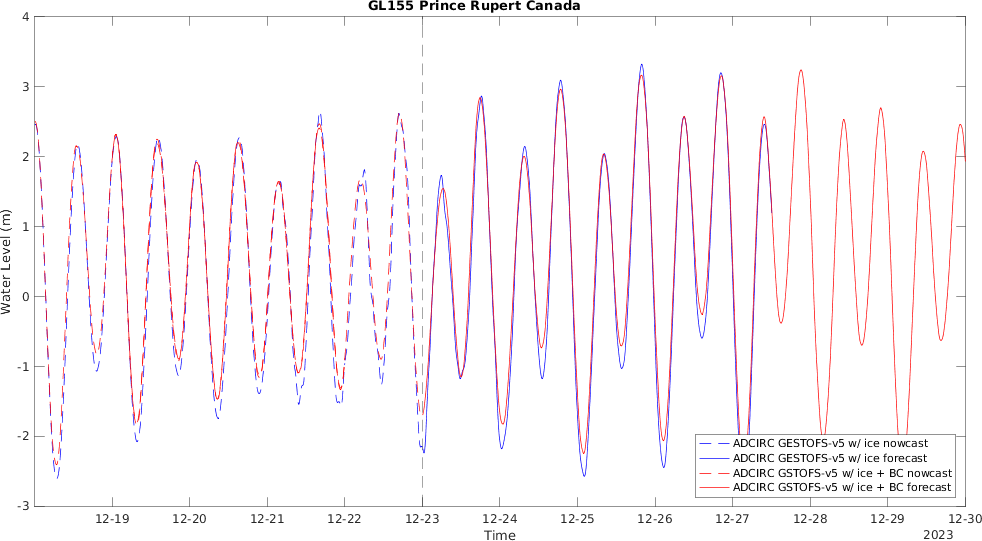 GL155 Prince Rupert Canada
4
3
2
1
0
-1
-2
-3
Water Level (m)
ADCIRC GESTOFS-v5 w/ ice nowcast
ADCIRC GESTOFS-v5 w/ ice forecast
ADCIRC GSTOFS-v5 w/ ice + BC nowcast
ADCIRC GSTOFS-v5 w/ ice + BC forecast
12-19 12-20 12-21 12-22 12-23 12-24 12-25 12-26 12-27 12-28 12-29 12-30
Time
2023